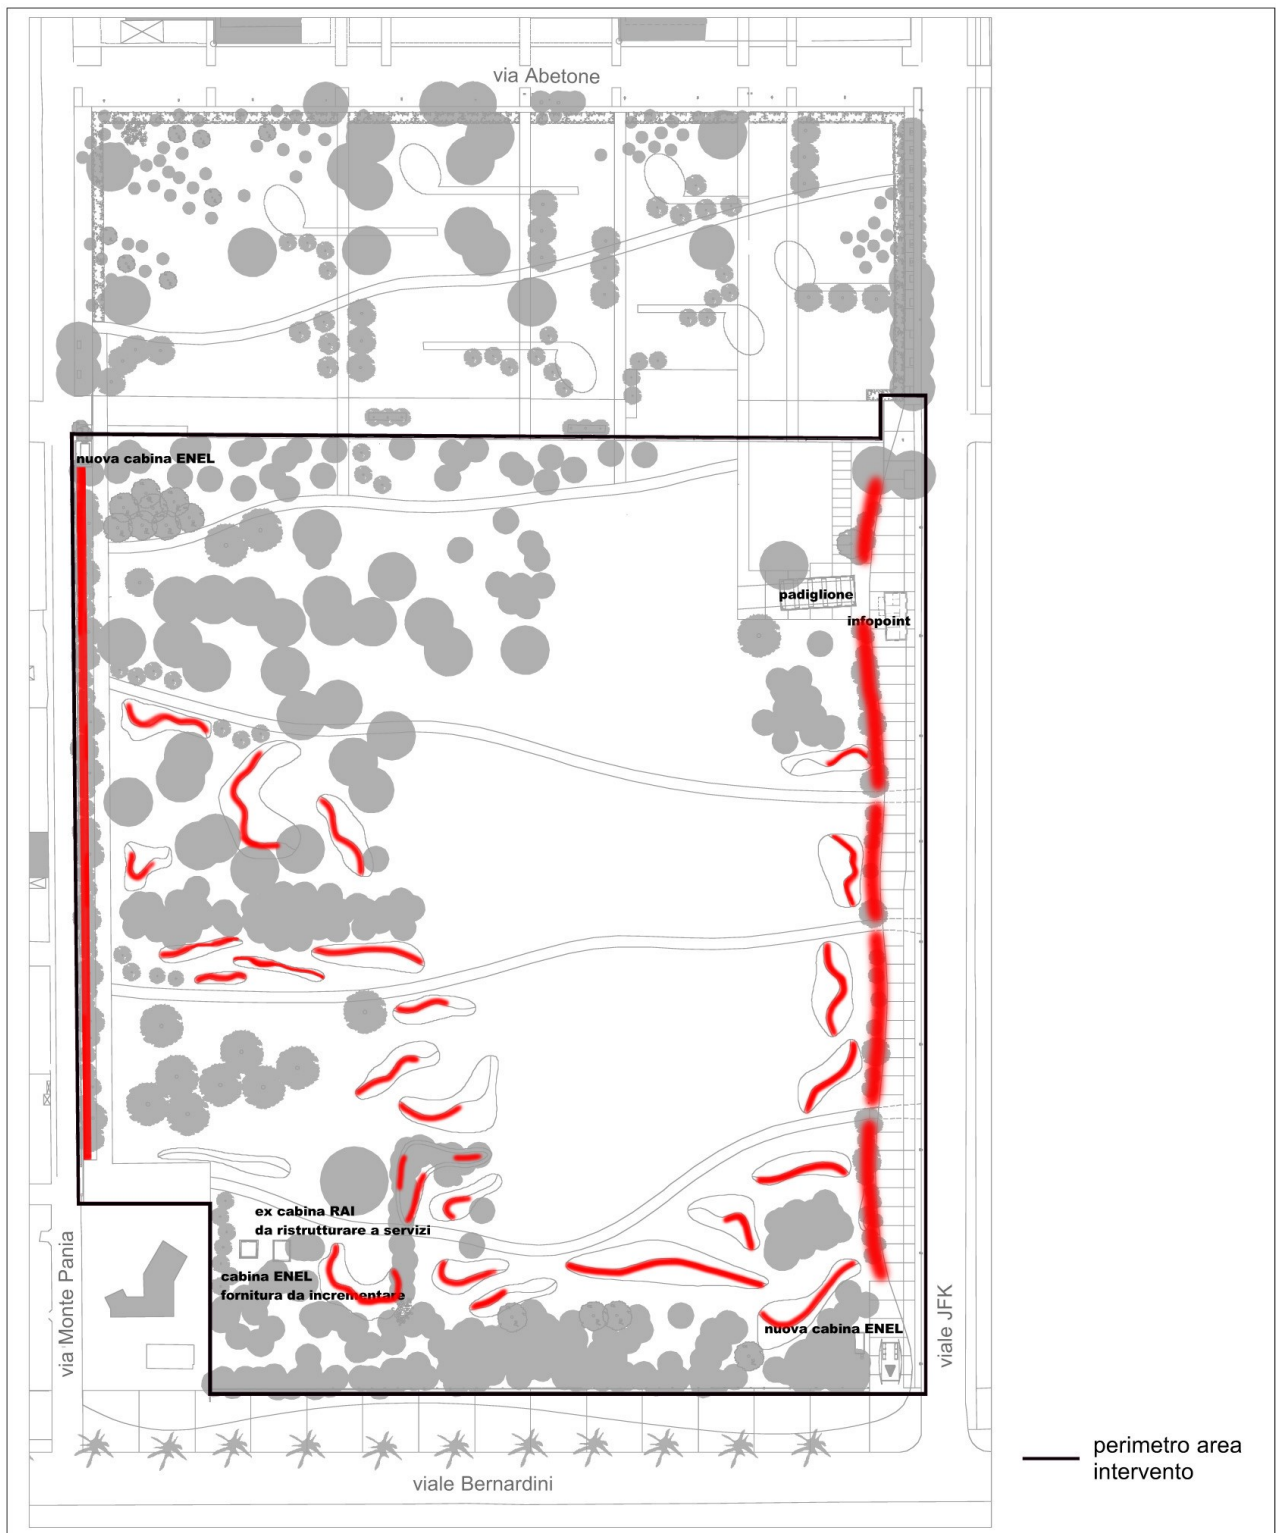 via Abetone
nuova cabina ENEL
padiglione
infopoint
ex cabina RAI
da ristrutturare a servizi
cabina ENEL
fornitura da incrementare
nuova cabina ENEL
via Monte Pania
viale JFK
viale Bernardini
perimetro area
intervento